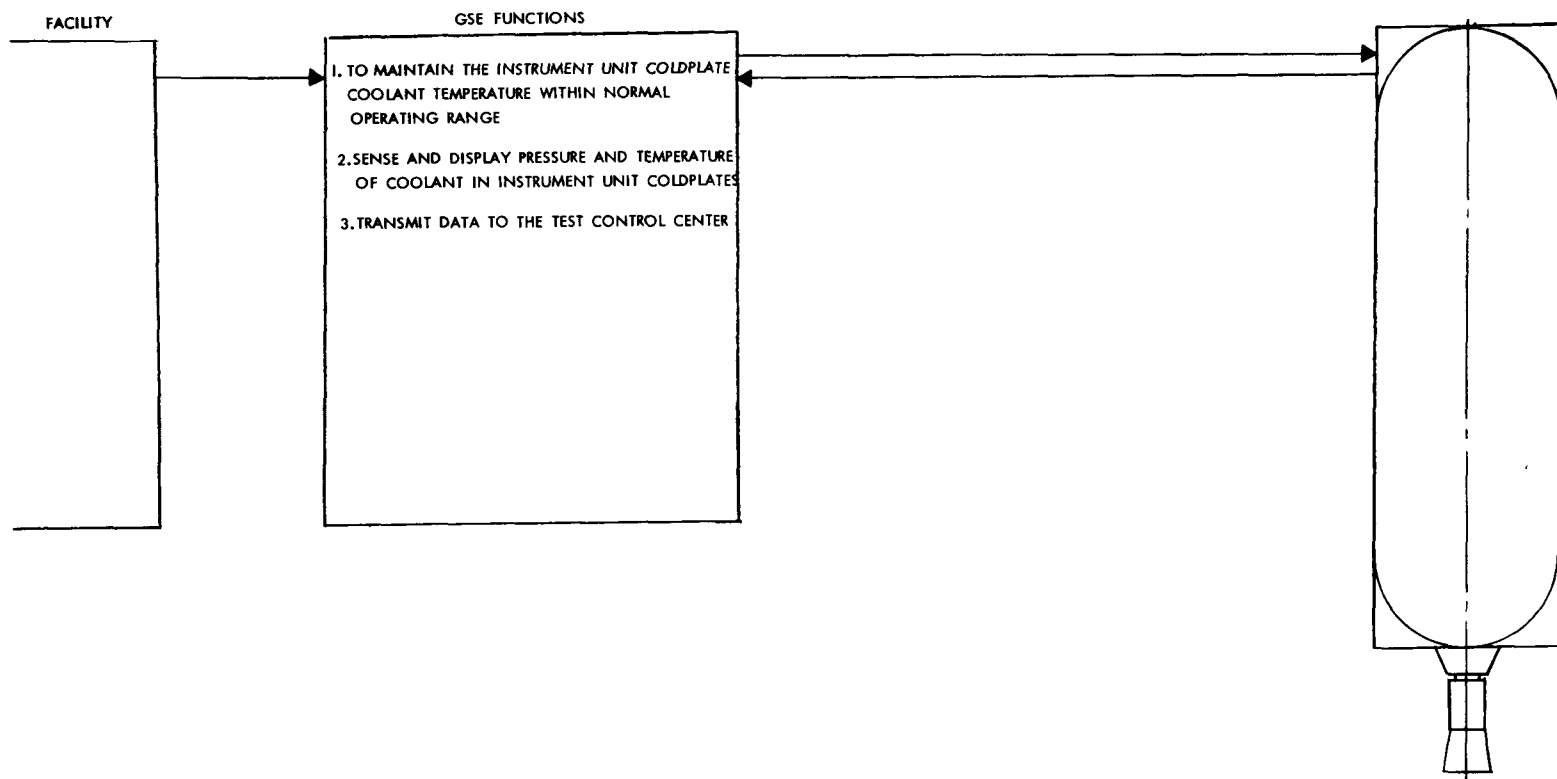 FACILITY
GSE FUNCTIONS
1. TO MAINTAIN THE INSTRUMENT UNIT COLDPLATE
COOLANT TEMPERATURE WITHIN NORMAL
OPERATING RANGE
2. SENSE AND DISPLAY PRESSURE AND TEMPERATURE
OF COOLANT IN INSTRUMENT UNIT COLDPLATES
3. TRANSMIT DATA TO THE TEST CONTROL CENTER